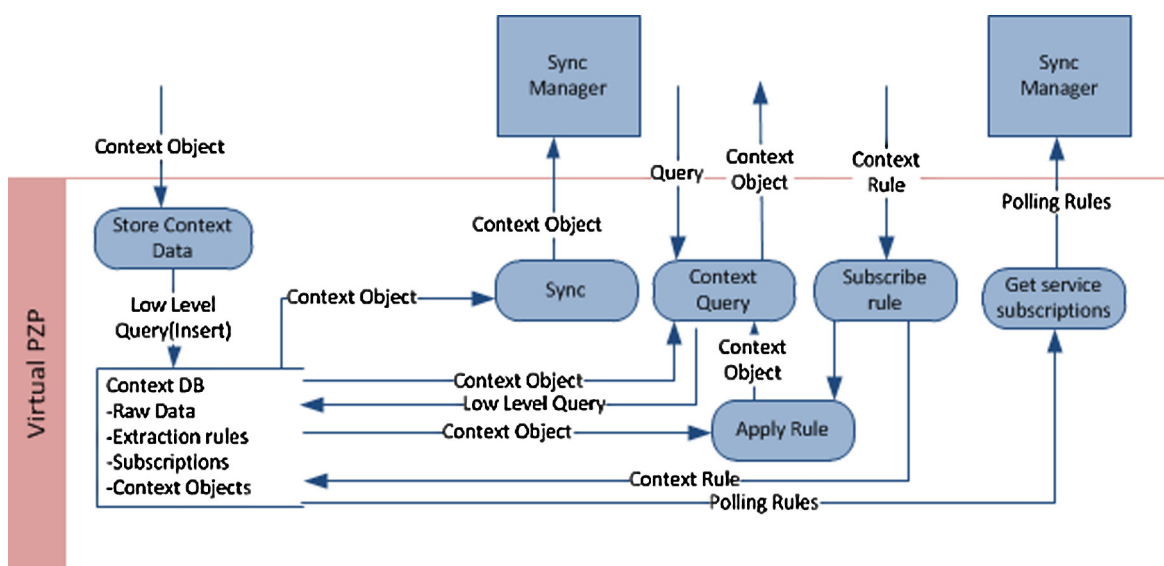 Sync
Manager
Sync
Manager
Context Object
Query
Context
Object
Context
Rule
Polling Rules
Store Context
Data
Context Object
Context
Query
Subscribe
rule
Get service
subscriptions
Sync
Low Level
Query(Insert)
Context Object
Context
Object
Virtual PZP
Context DB
-Raw Data
-Extraction rules
-Subscriptions
-Context Objects
Context Object
Low Level Query
Context Object
Apply Rule
Context Rule
Polling Rules